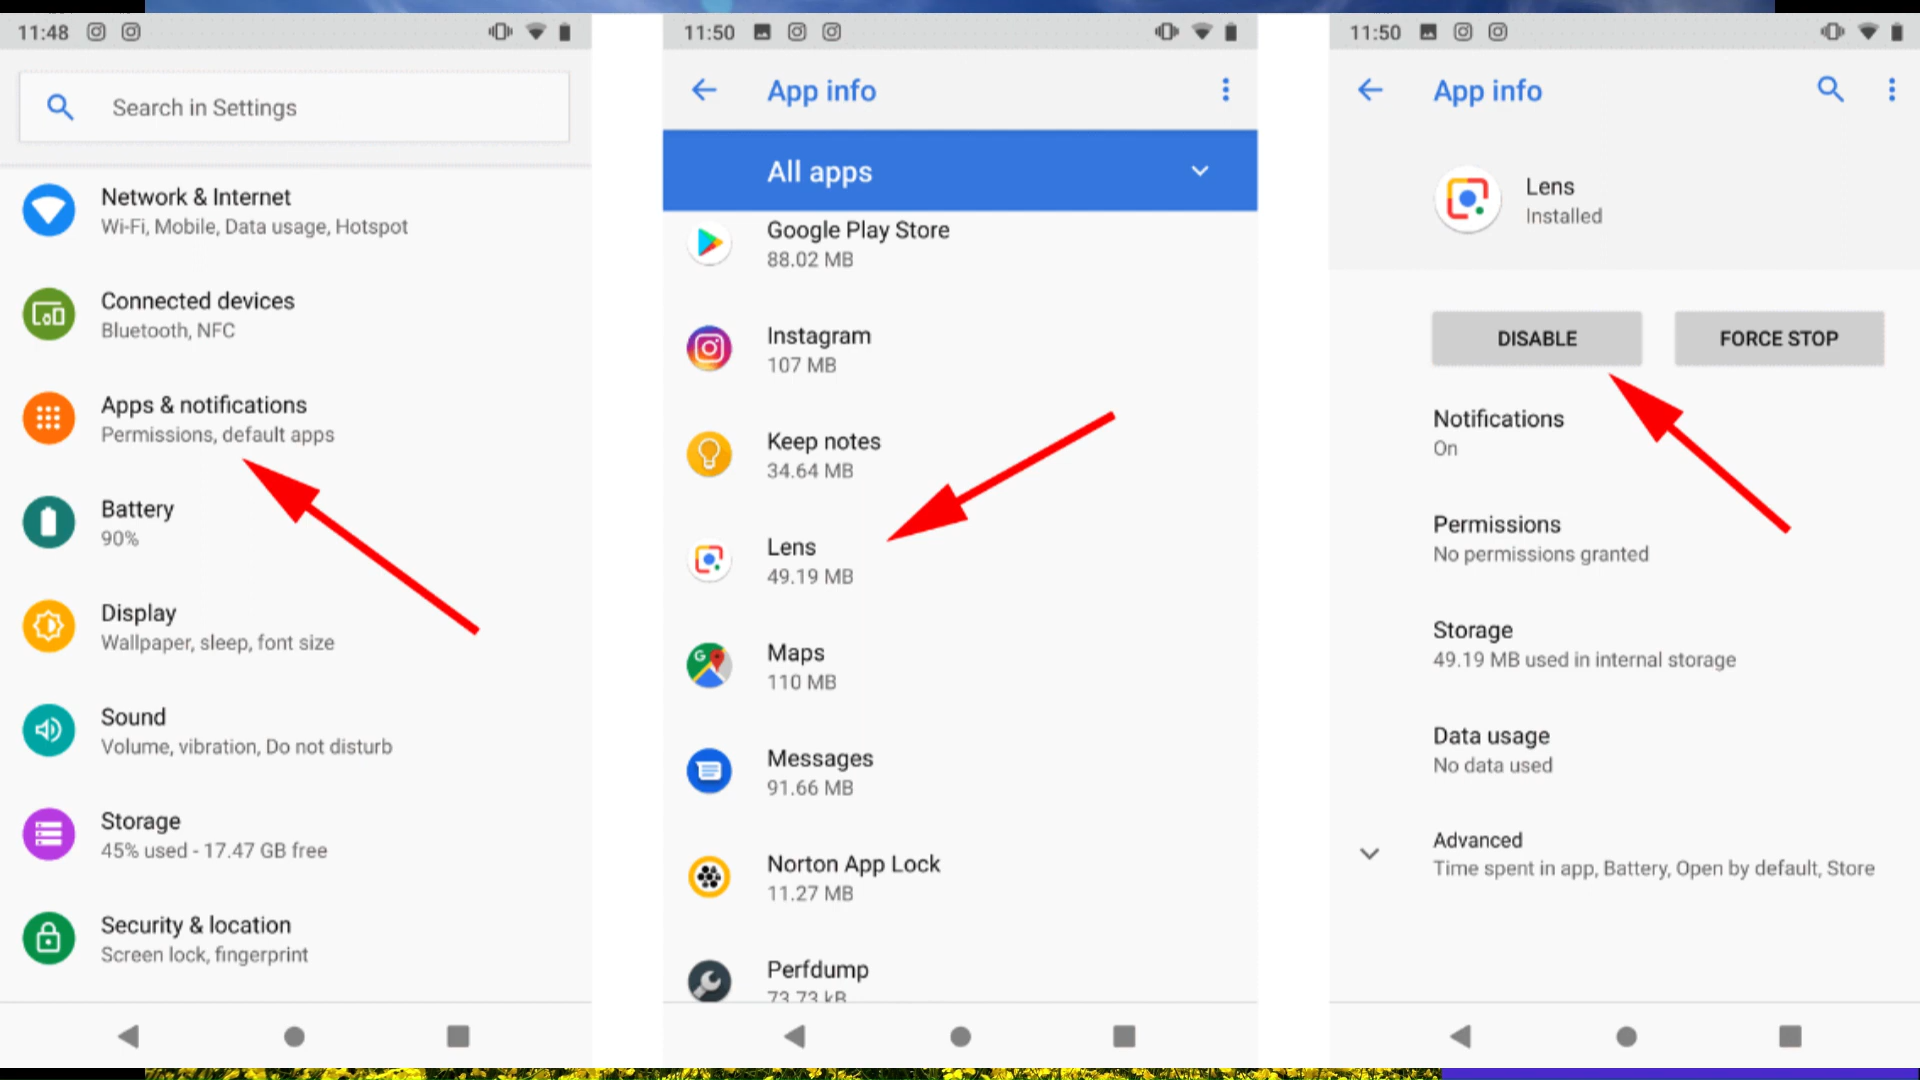 11:48
Search in Settings
Network & Internet
Wi-Fi, Mobile, Data usage, Hotspot
Connected devices
Bluetooth, NFC
Apps & notifications
Permissions, default apps
Battery
90%
Display
Wallpaper, sleep, font size
Sound
Volume, vibration, Do not disturb
Storage
45% used - 17.47 GB free
Security & location
Screen lock, fingerprint
11:50
App info
All apps
Google Play Store
88.02 MB
Instagram
107 MB
Keep notes
34.64 MB
Lens
49.19 MB
Maps
110 MB
Messages
91.66 MB
Norton App Lock
11.27 MB
Perfdump
73.73 kB
11:50
App info
Lens
Installed
DISABLE
FORCE STOP
Notifications
On
Permissions
No permissions granted
Storage
49.19 MB used in internal storage
Data usage
No data used
Advanced
Time spent in app, Battery, Open by default, Store